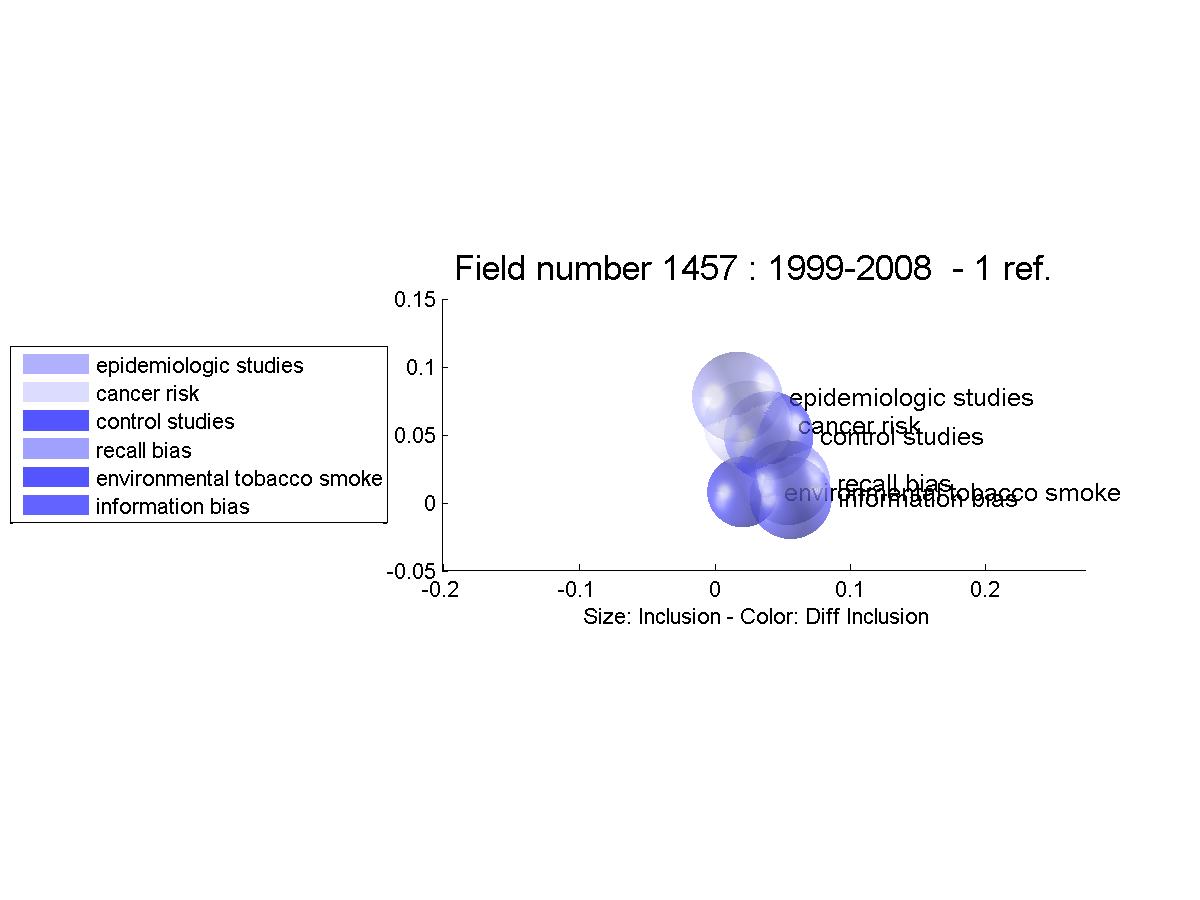 Field number 1457 : 1999-2008 - 1 ref.
epidemiologic studies
cancer risk
control studies
recall bias
environmental tobacco smoke
information bias
0.15
0.1
0.05
0
-0.05
epidemiologic studies
cancer risk
control studies
recall bias
environmental tobacco smoke
information bias
-0.2
-0.1
0
0.1
0.2
Size: Inclusion - Color: Diff Inclusion